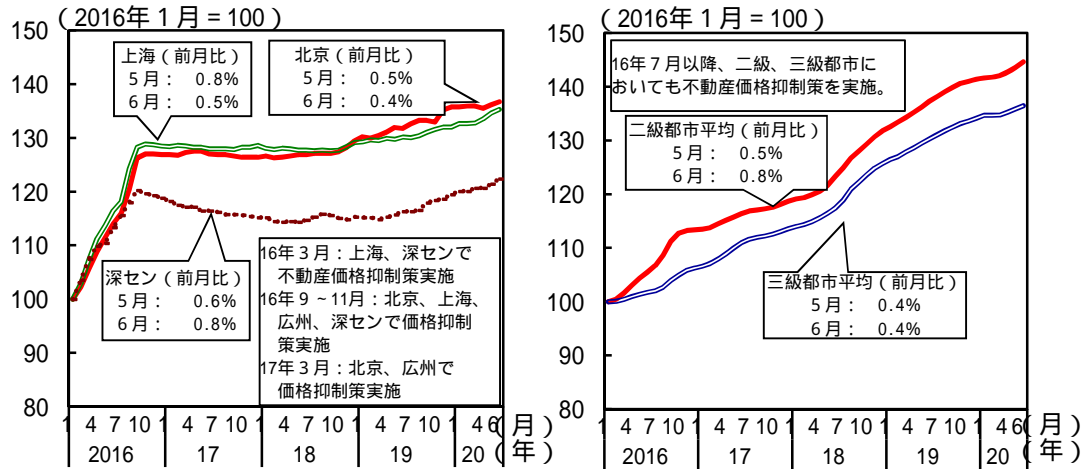 (2016年1月=100)
150
140
130
120
110
100
90
80
上海(前月比)
5月: 0.8%
6月: 0.5%
北京(前月比)
5月: 0.5%
6月: 0.4%
深セン(前月比)
5月: 0.6%
6月: 0.8%
16年3月:上海、深センで
不動産価格抑制策実施
16年9~11月:北京、上海、
広州、深センで価格抑制
策実施
17年3月:北京、広州で
価格抑制策実施
1 4 7 10 1 4 7 10 1 4 7 10 1 4 7 10 1 4 6(月)
2016 17 18 19 20(年)
(2016年1月=100)
150
140
130
120
110
100
90
80
16年7月以降、二級、三級都市に
おいても不動産価格抑制策を実施。
二級都市平均(前月比)
5月: 0.5%
6月: 0.8%
三級都市平均(前月比)
5月: 0.4%
6月: 0.4%
1 4 7 10 1 4 7 10 1 4 7 10 1 4 7 10 1 4 6(月)
2016 17 18 19 20(年)